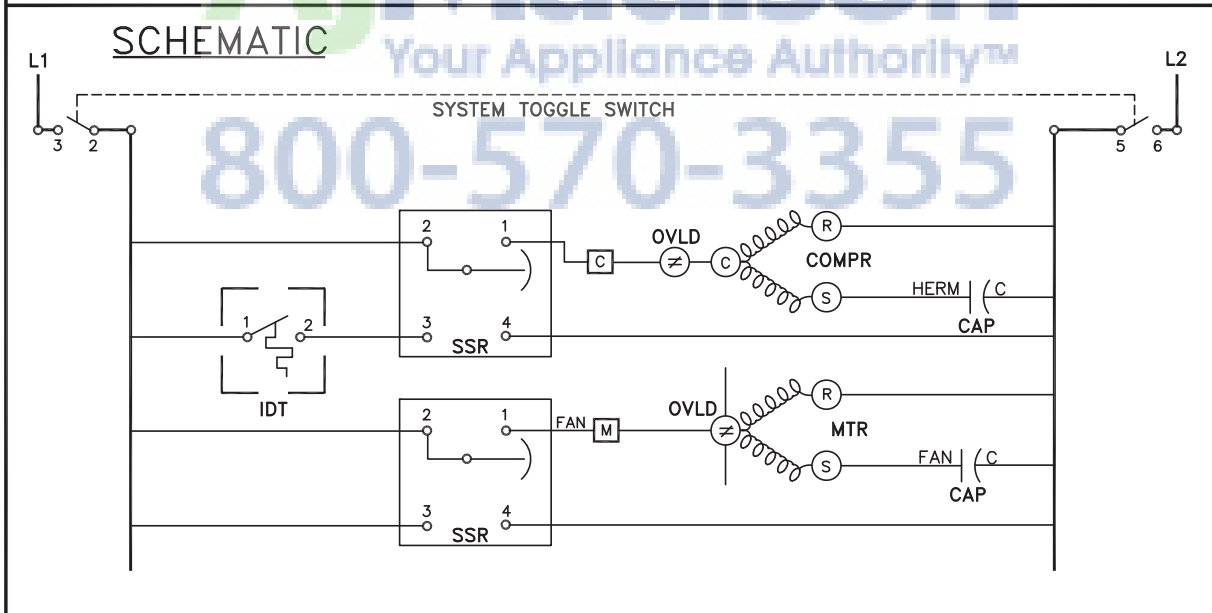 Madison
Your Appliance Authority™
SCHEMATIC
L1
L2
SYSTEM TOGGLE SWITCH
3 2
5 6
800-570-3355
2 1
OVLD
R
C
C
COMPR
S
HERM
C
CAP
1 2
3 4
SSR
IDT
2 1
FAN
M
OVLD
≠
R
MTR
S
FAN
C
CAP
3 4
SSR